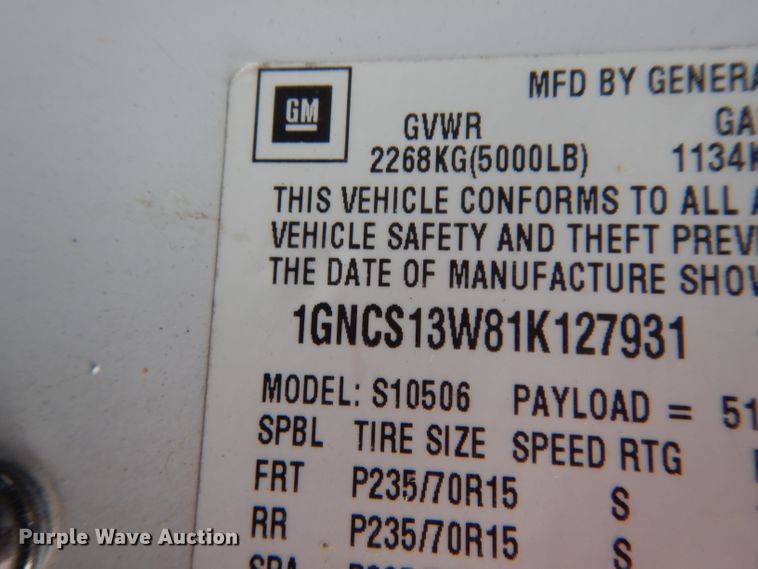 GM
MFD BY GENERA
GVWR GA
2268KG(5000LB) 1134K
THIS VEHICLE CONFORMS TO ALL A
VEHICLE SAFETY AND THEFT PREV
THE DATE OF MANUFACTURE SHOW
1GNCS13W81K127931
MODEL: S10506 PAYLOAD = 51
SPBL TIRE SIZE SPEED RTG
FRT P235/70R15 S
RR P235/70R15 S
Purple Wave Auction